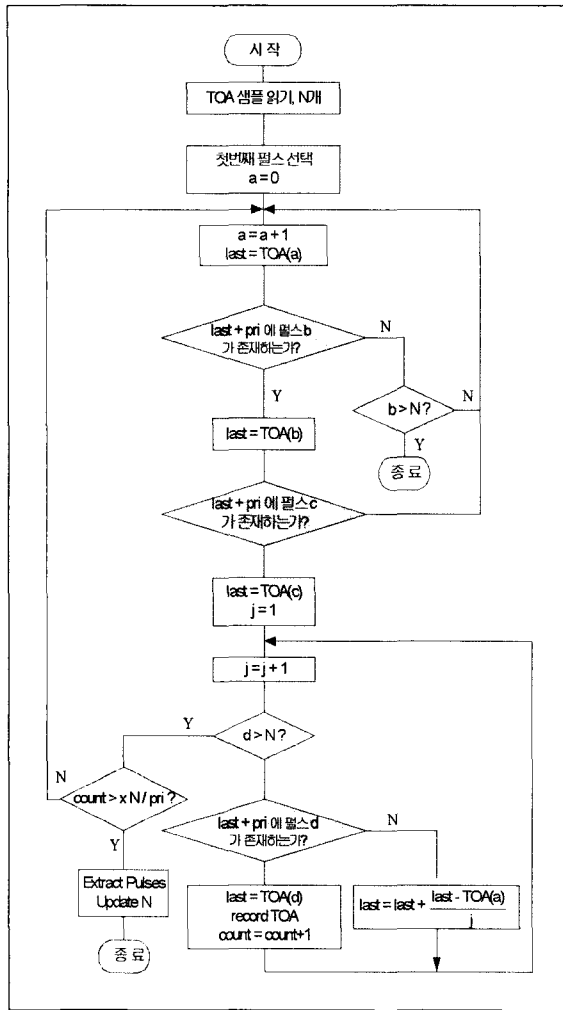 시 작
TOA 샘플 읽기, N개
첫번째 펄스 선택
a = 0
a = a + 1
last = TOA(a)
last + pri 에 펄스 b
가 존재하는가?
N
Y
b > N ?
N
Y
종 료
last = TOA(b)
last + pri 에 펄스 c
가 존재하는가?
last = TOA(c)
j = 1
j = j + 1
Y
d > N ?
N
count > x N / pri ?
Y
last + pri 에 펄스 d
가 존재하는가?
N
Extract Pulses
Update N
last = TOA(d)
record TOA
count = count+1
last = last + last - TOA(a)
j
종 료